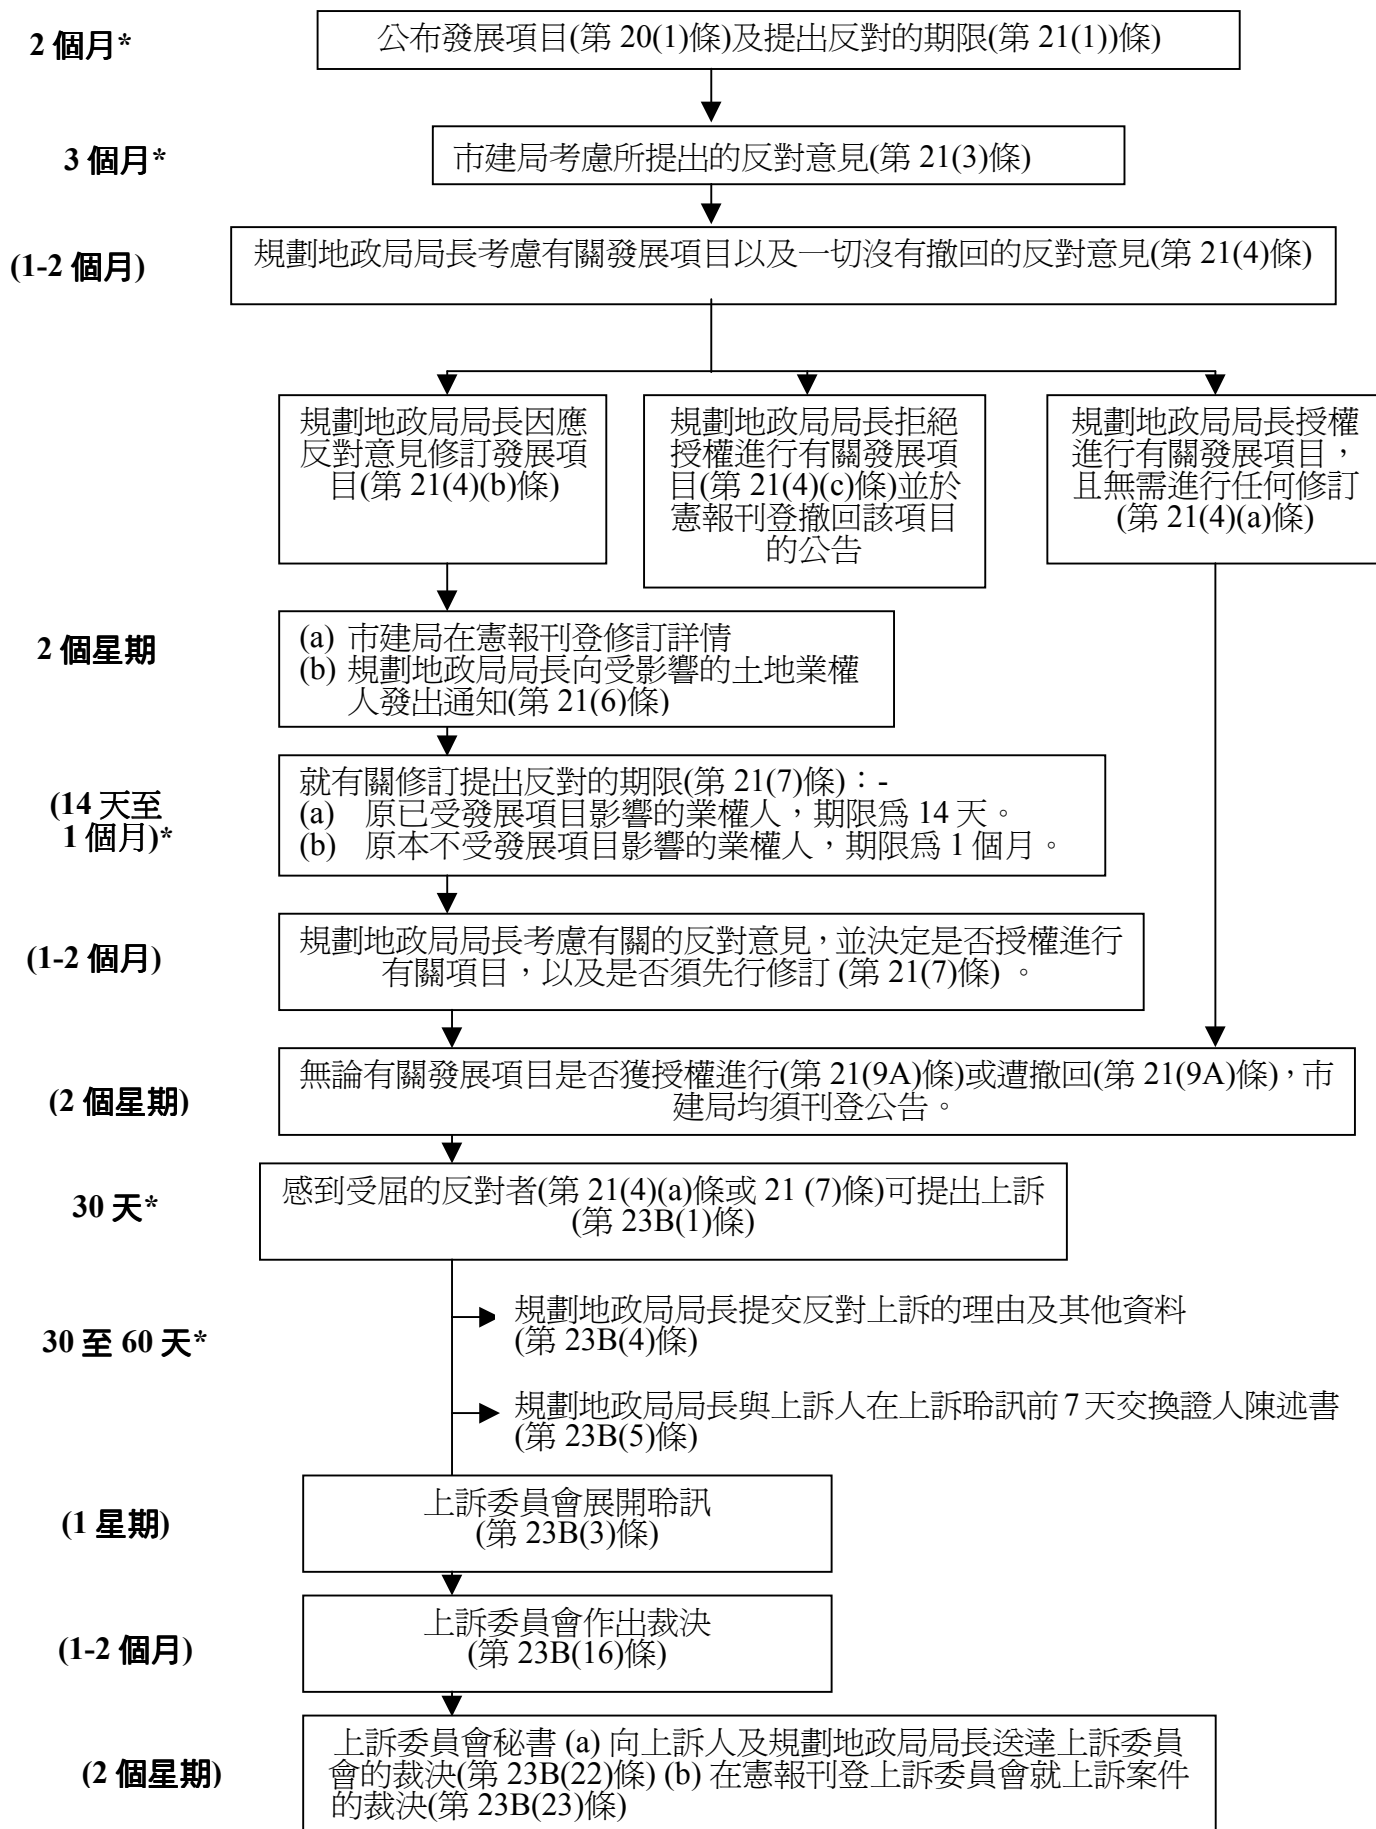 2 個月*
公布發展項目(第 20(1)條)及提出反對的期限(第 21(1))條)
3 個月*
市建局考慮所提出的反對意見(第 21(3)條)
(1-2 個月)
規劃地政局局長考慮有關發展項目以及一切沒有撤回的反對意見(第 21(4)條)
規劃地政局局長因應
反對意見修訂發展項
目(第 21(4)(b)條)
規劃地政局局長拒絕
授權進行有關發展項
目(第 21(4)(c)條)並於
憲報刊登撤回該項目
的公告
規劃地政局局長授權
進行有關發展項目，
且無需進行任何修訂
(第 21(4)(a)條)
2 個星期
(a) 市建局在憲報刊登修訂詳情
(b) 規劃地政局局長向受影響的土地業權
人發出通知(第 21(6)條)
(14 天至
1 個月)*
就有關修訂提出反對的期限(第 21(7)條)：-
(a) 原已受發展項目影響的業權人，期限為 14 天。
(b) 原本不受發展項目影響的業權人，期限為 1 個月。
(1-2 個月)
規劃地政局局長考慮有關的反對意見，並決定是否授權進行
有關項目，以及是否須先行修訂 (第 21(7)條) 。
(2 個星期)
無論有關發展項目是否獲授權進行(第 21(9A)條)或遭撤回(第 21(9A)條)，市
建局均須刊登公告。
30 天*
感到受屈的反對者(第 21(4)(a)條或 21 (7)條)可提出上訴
(第 23B(1)條)
30 至 60 天*
規劃地政局局長提交反對上訴的理由及其他資料
(第 23B(4)條)
規劃地政局局長與上訴人在上訴聆訊前 7 天交換證人陳述書
(第 23B(5)條)
(1 星期)
上訴委員會展開聆訊
(第 23B(3)條)
(1-2 個月)
上訴委員會作出裁決
(第 23B(16)條)
(2 個星期)
上訴委員會秘書 (a) 向上訴人及規劃地政局局長送達上訴委員
會的裁決(第 23B(22)條) (b) 在憲報刊登上訴委員會就上訴案件
的裁決(第 23B(23)條)